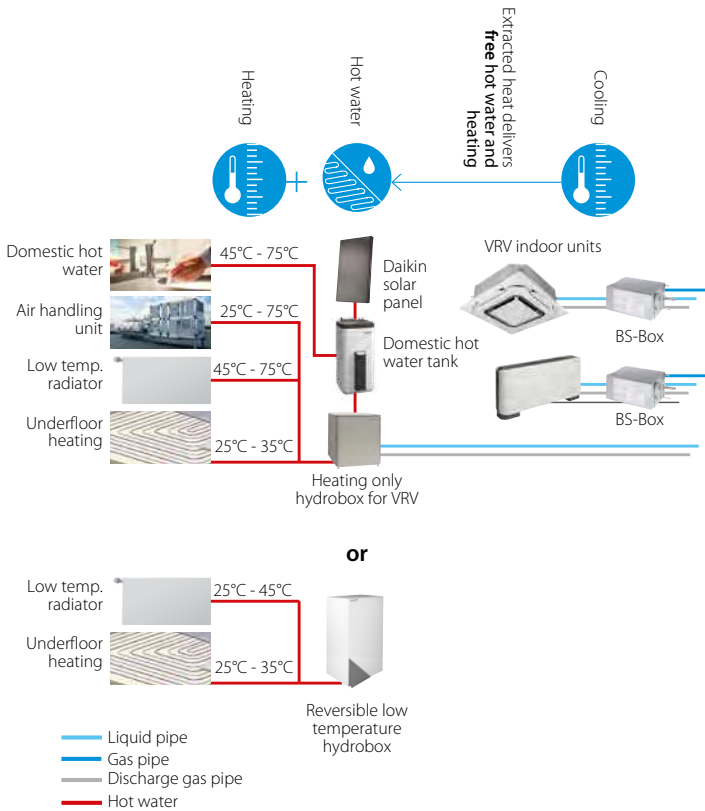 Heating
Hot water
Extracted heat delivers
free hot water and
heating
Cooling
Domestic hot
water
45°C - 75°C
Air handling
unit
25°C - 75°C
Low temp.
radiator
45°C - 75°C
Underfloor
heating
25°C - 35°C
Daikin
solar
panel
Domestic hot
water tank
Heating only
hydrobox for VRV
VRV indoor units
BS-Box
BS-Box
or
Low temp.
radiator
25°C - 45°C
Underfloor
heating
25°C - 35°C
Reversible low
temperature
hydrobox
Liquid pipe
Gas pipe
Discharge gas pipe
Hot water